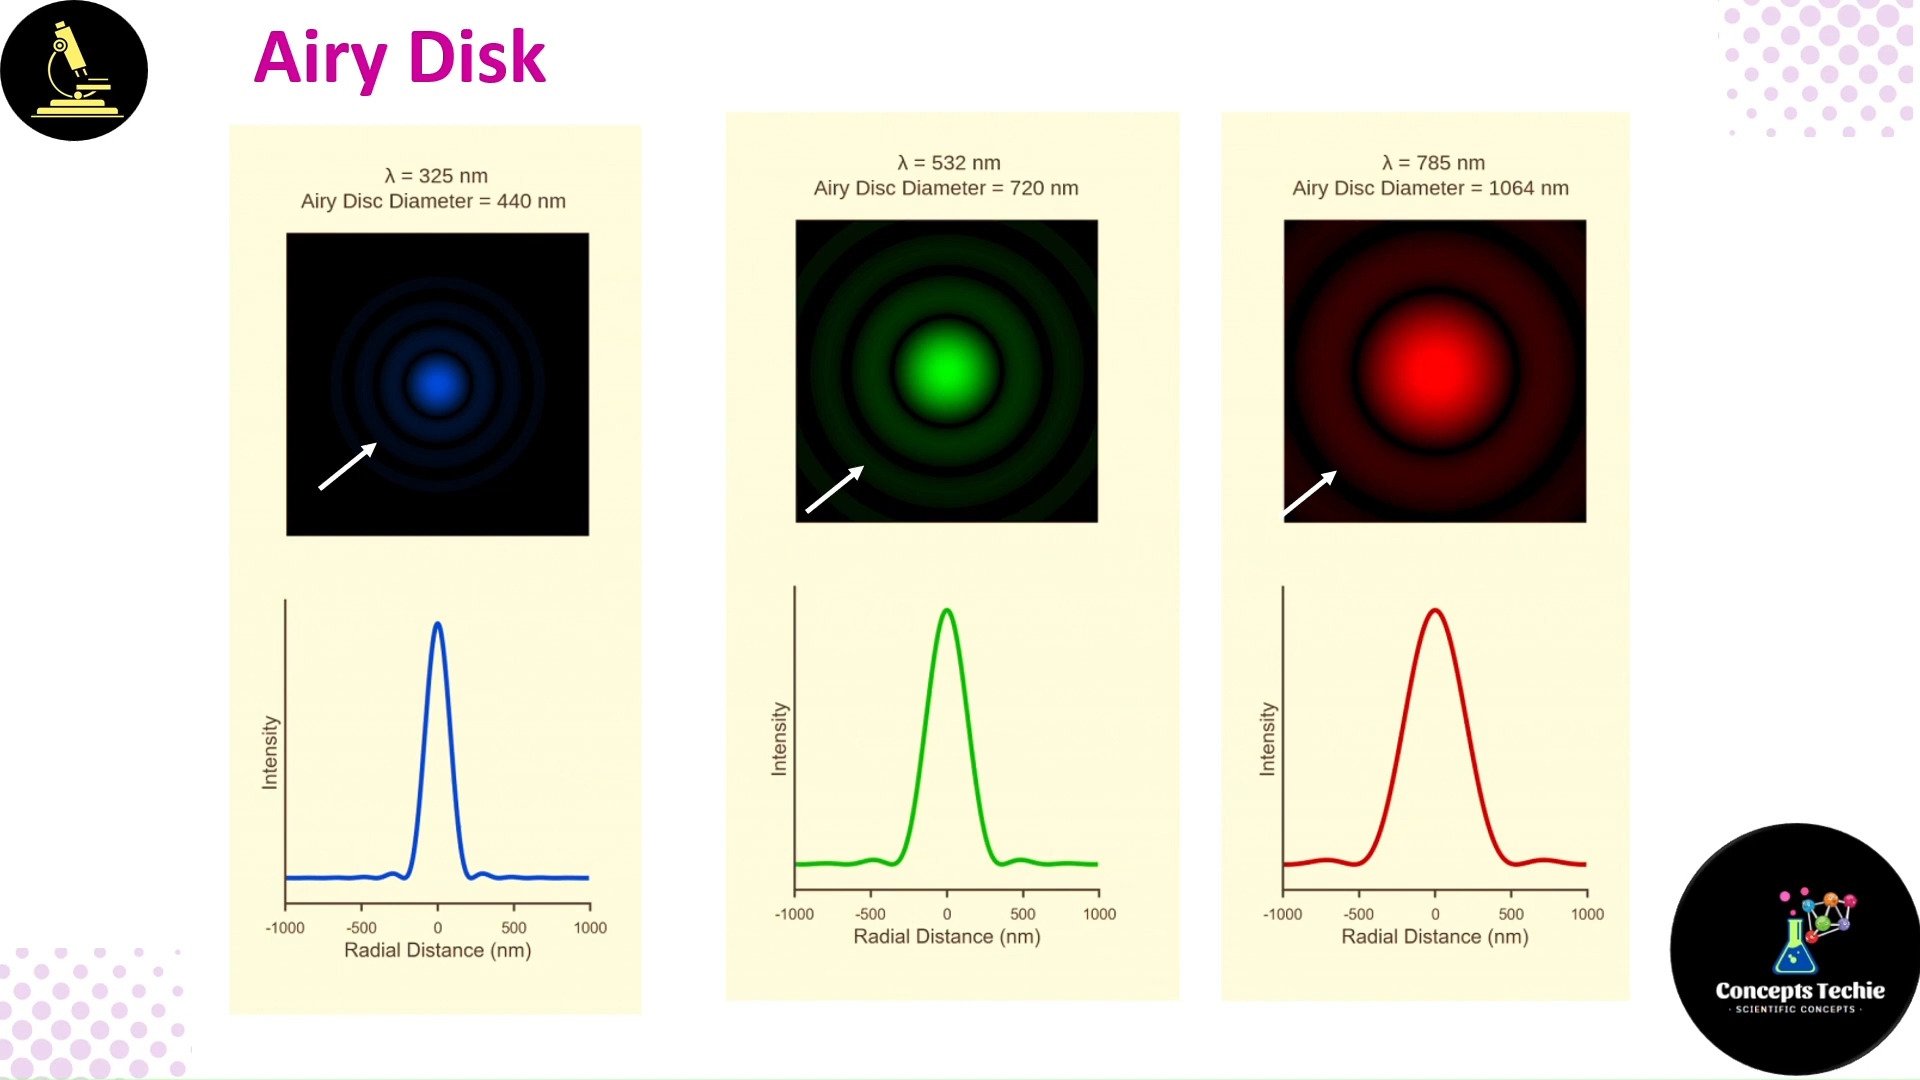 Airy Disk
λ = 325 nm
Airy Disc Diameter = 440 nm
Intensity
-1000 -500 0 500 1000
Radial Distance (nm)
λ = 532 nm
Airy Disc Diameter = 720 nm
Intensity
-1000 -500 0 500 1000
Radial Distance (nm)
λ = 785 nm
Airy Disc Diameter = 1064 nm
Intensity
-1000 -500 0 500 1000
Radial Distance (nm)
Concepts Techie
· SCIENTIFIC CONCEPTS ·